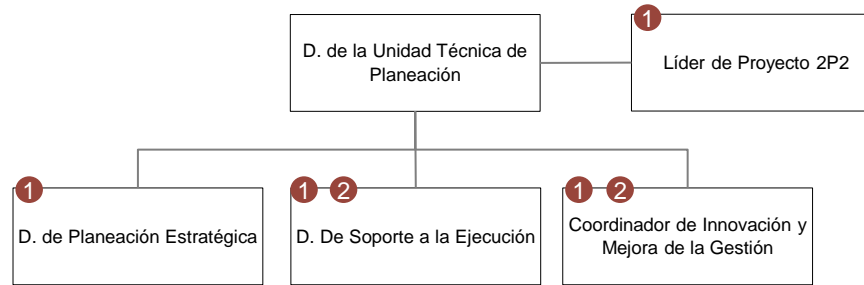 D. de la Unidad Técnica de
Planeación
1
Líder de Proyecto 2P2
1
D. de Planeación Estratégica
1 2
D. De Soporte a la Ejecución
1 2
Coordinador de Innovación y
Mejora de la Gestión